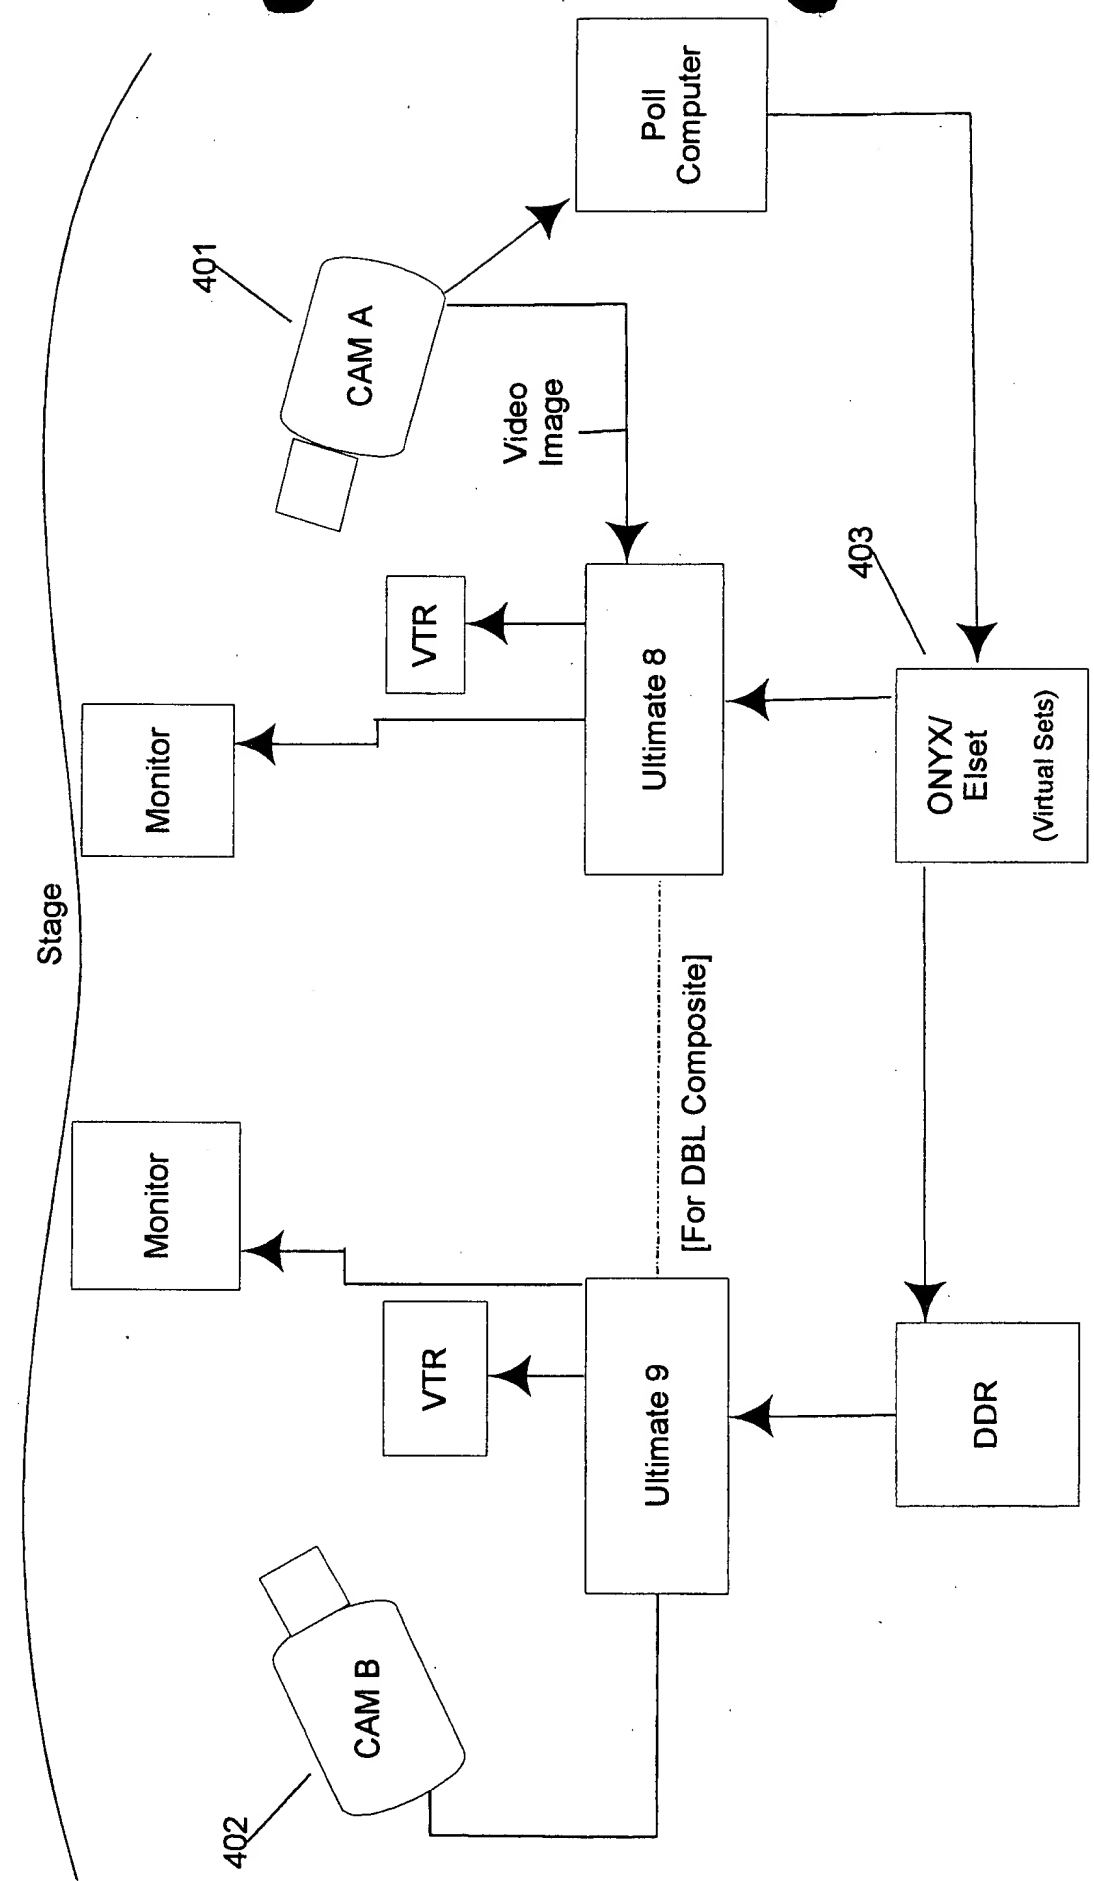 Stage
402
CAM B
Monitor
VTR
Ultimate 9
DDR
[For DBL Composite]
Monitor
VTR
Ultimate 8
ONYX/
Elset
(Virtual Sets)
403
Video
Image
401
CAM A
Poll
Computer